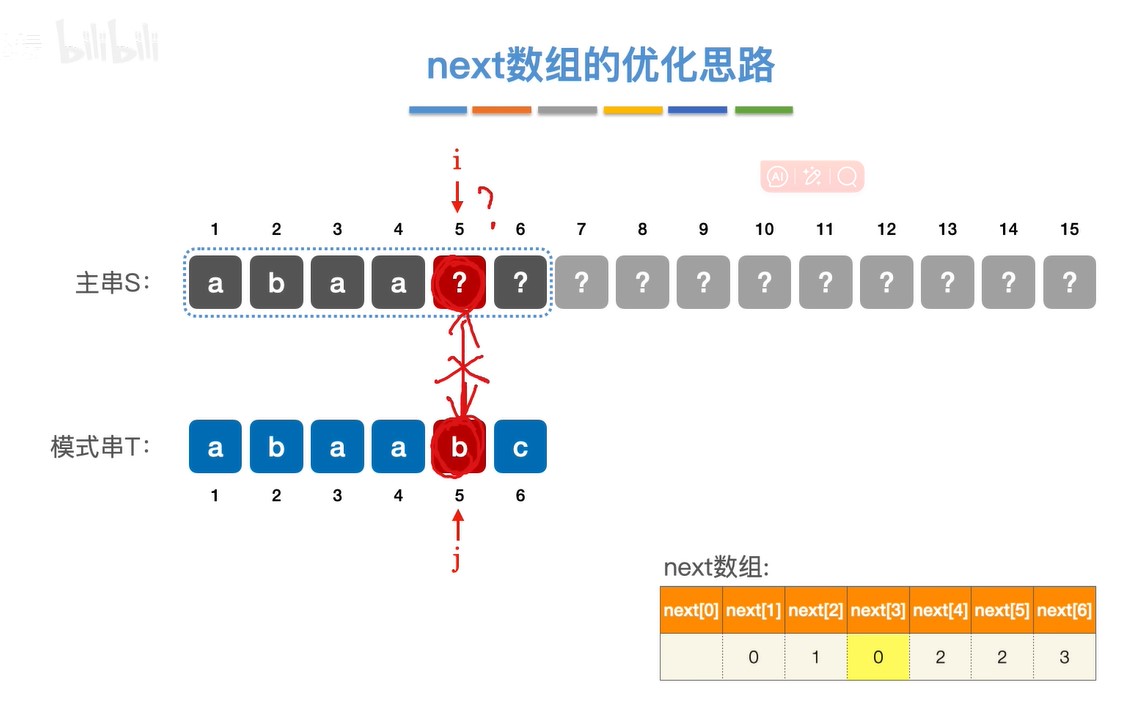 bilibili
next数组的优化思路
i
?
1 2 3 4 5 6 7 8 9 10 11 12 13 14 15
主串S: a b a a ? ? ? ? ? ? ? ? ? ? ?
模式串T: a b a a b c
1 2 3 4 5 6
j
next数组:
next[0] next[1] next[2] next[3] next[4] next[5] next[6]
0 1 0 2 2 3